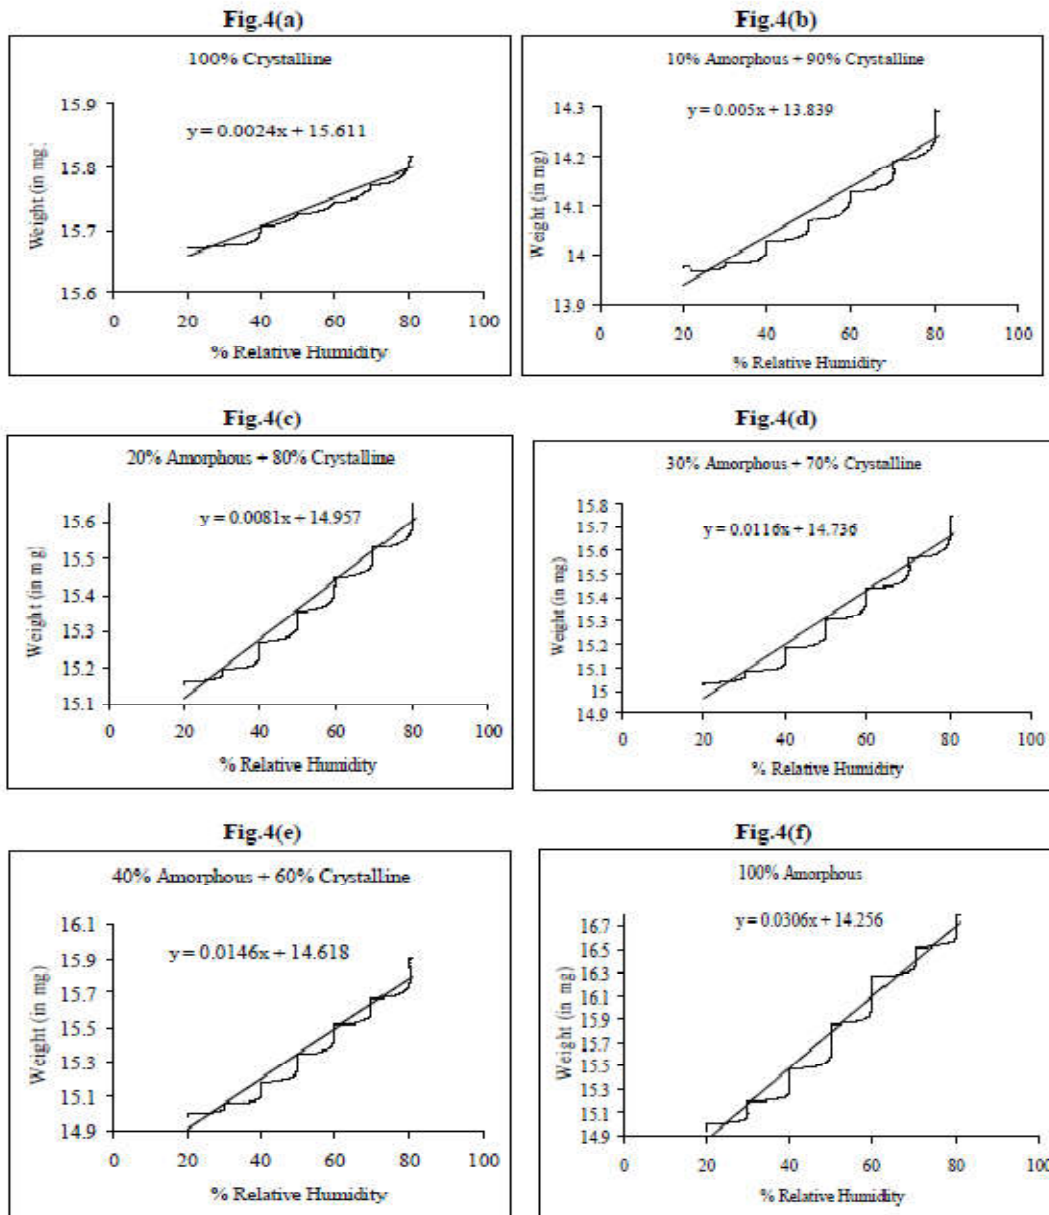 Fig.4(a)
100% Crystalline
y = 0.0024x + 15.611
Weight (in mg)
15.9
15.8
15.7
15.6
0 20 40 60 80 100
% Relative Humidity
Fig.4(b)
10% Amorphous + 90% Crystalline
y = 0.005x + 13.839
Weight (in mg)
14.3
14.2
14.1
14
13.9
0 20 40 60 80 100
% Relative Humidity
Fig.4(c)
20% Amorphous + 80% Crystalline
y = 0.0081x + 14.957
Weight (in mg)
15.6
15.5
15.4
15.3
15.2
15.1
0 20 40 60 80 100
% Relative Humidity
Fig.4(d)
30% Amorphous + 70% Crystalline
y = 0.0116x + 14.736
Weight (in mg)
15.8
15.7
15.6
15.5
15.4
15.3
15.2
15.1
15
14.9
0 20 40 60 80 100
% Relative Humidity
Fig.4(e)
40% Amorphous + 60% Crystalline
y = 0.0146x + 14.618
Weight (in mg)
16.1
15.9
15.7
15.5
15.3
15.1
14.9
0 20 40 60 80 100
% Relative Humidity
Fig.4(f)
100% Amorphous
y = 0.0306x + 14.256
Weight (in mg)
16.7
16.5
16.3
16.1
15.9
15.7
15.5
15.3
15.1
14.9
0 20 40 60 80 100
% Relative Humidity